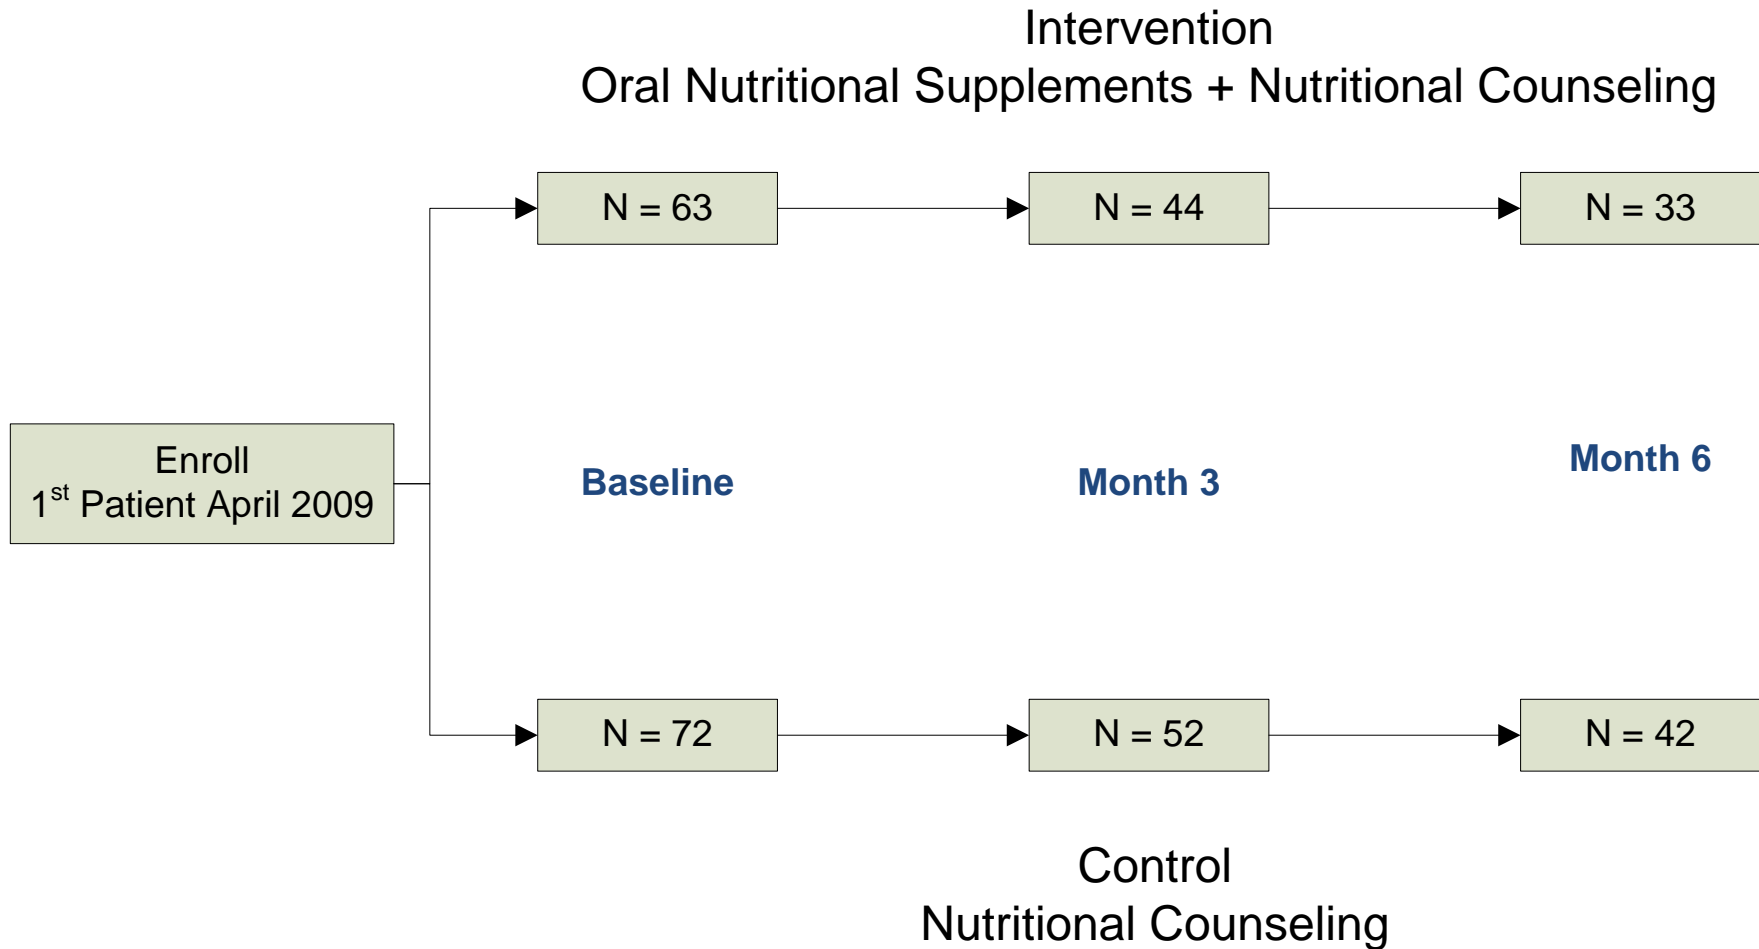 Intervention
Oral Nutritional Supplements + Nutritional Counseling
N = 63
N = 44
N = 33
Enroll
1st Patient April 2009
Baseline
Month 3
Month 6
N = 72
N = 52
N = 42
Control
Nutritional Counseling